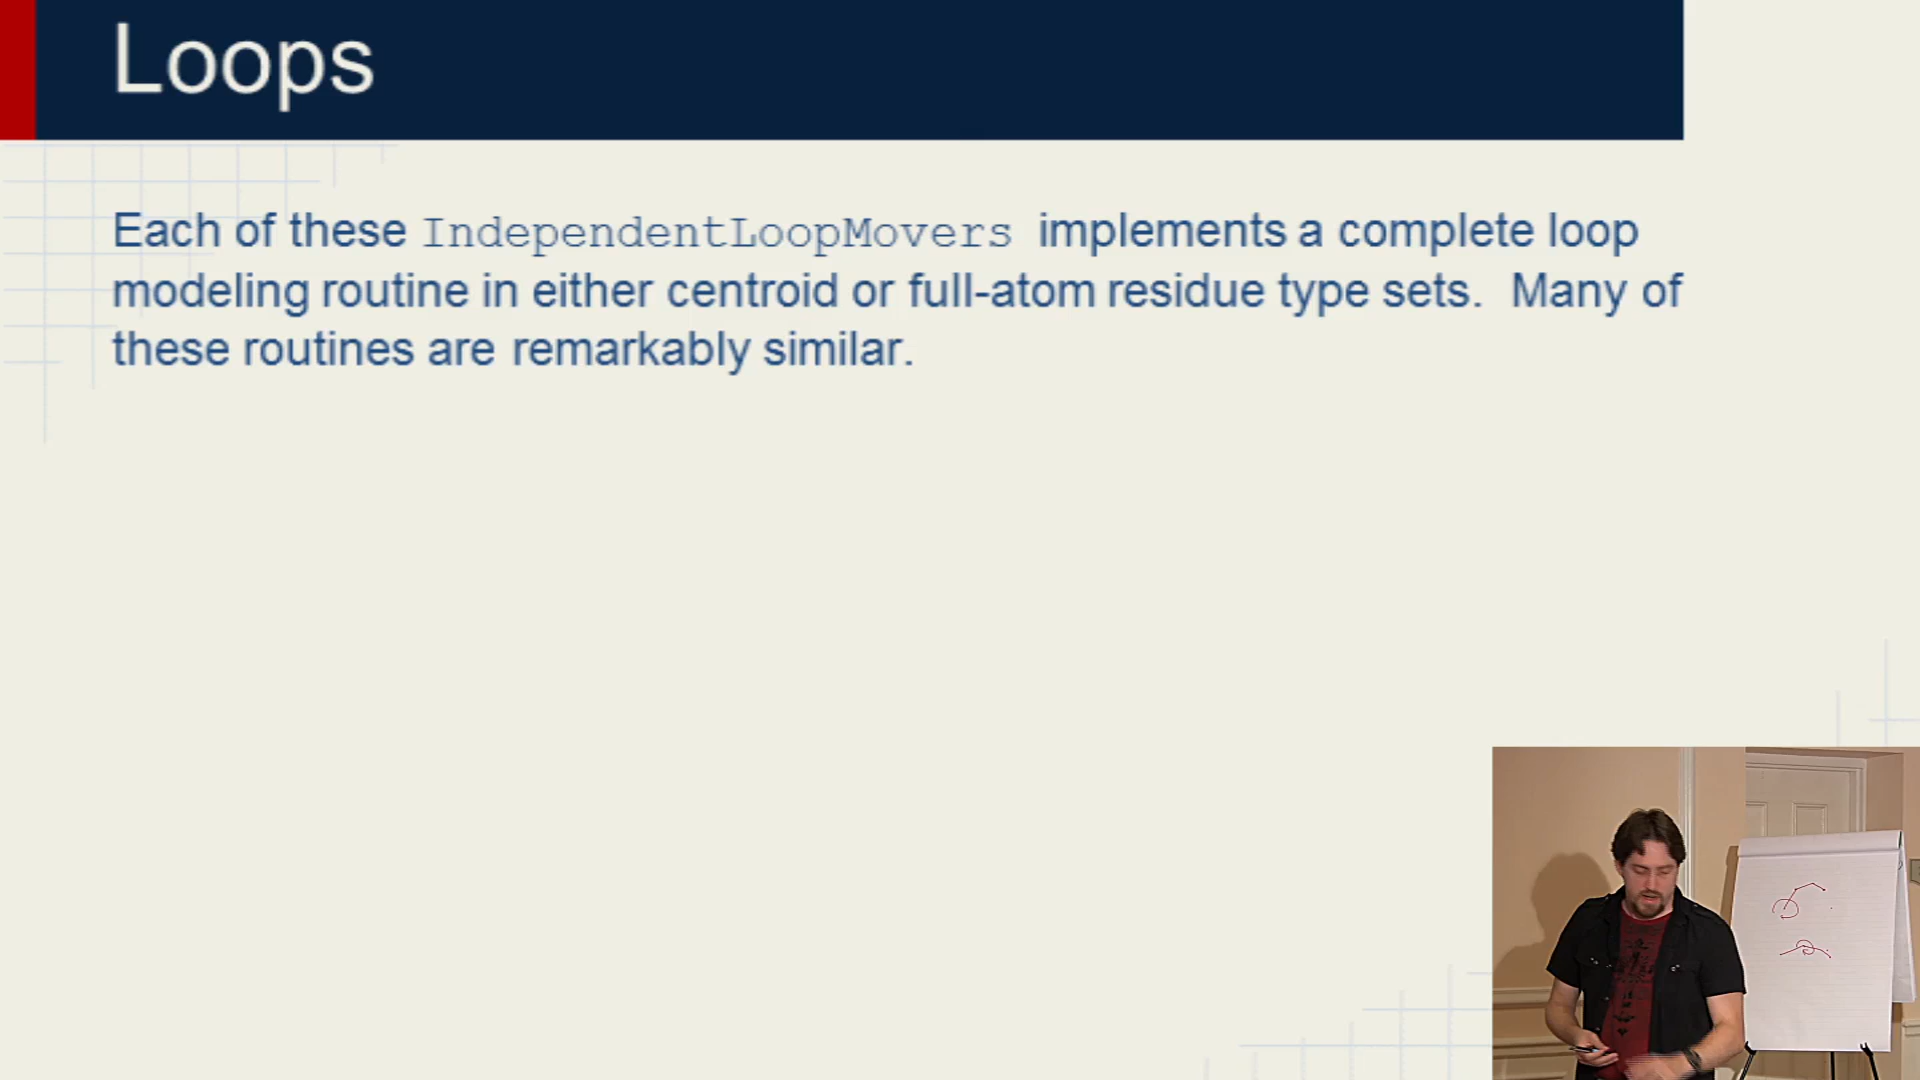 Loops
Each of these IndependentLoopMovers implements a complete loop
modeling routine in either centroid or full-atom residue type sets. Many of
these routines are remarkably similar.